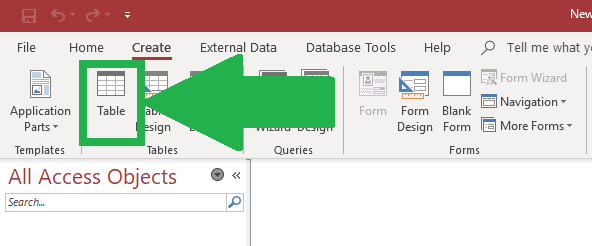 New
File Home Create External Data Database Tools Help Tell me what yo
Application Parts
Table
Design
Wizard Design
Form
Form Design
Blank Form
Form Wizard
Navigation
More Forms
Templates Tables Queries Forms
All Access Objects
Search...